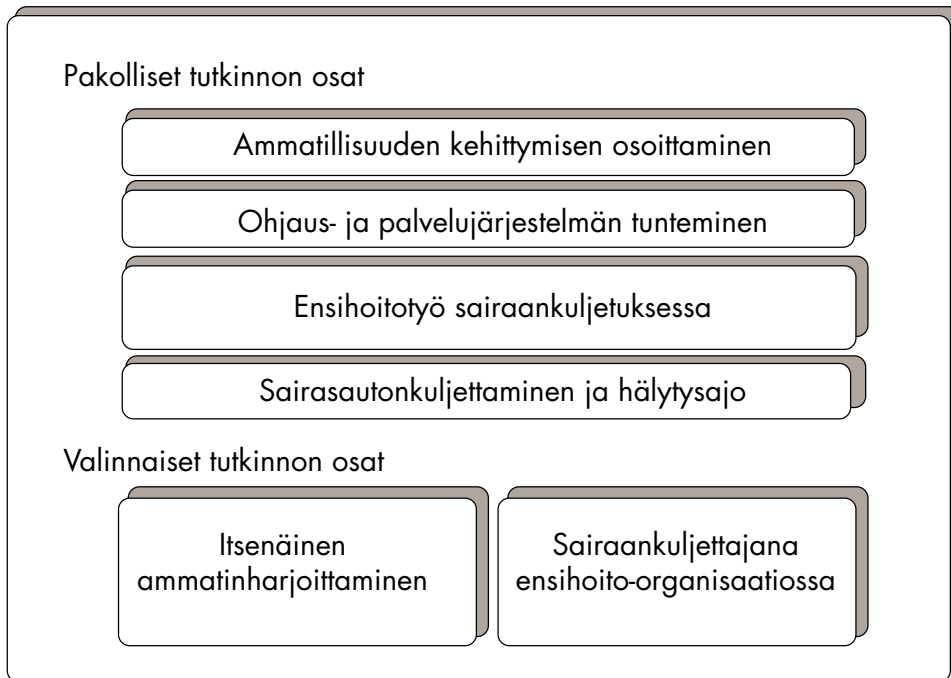 Pakolliset tutkinnon osat
Ammatillisuuden kehittymisen osoittaminen
Ohjaus- ja palvelujärjestelmän tunteminen
Ensihoitotyö sairaankuljetuksessa
Sairasautonkuljettaminen ja hälytysajo
Valinnaiset tutkinnon osat
Itsenäinen
ammatinharjoittaminen
Sairaankuljettajana
ensihoito-organisaatiossa